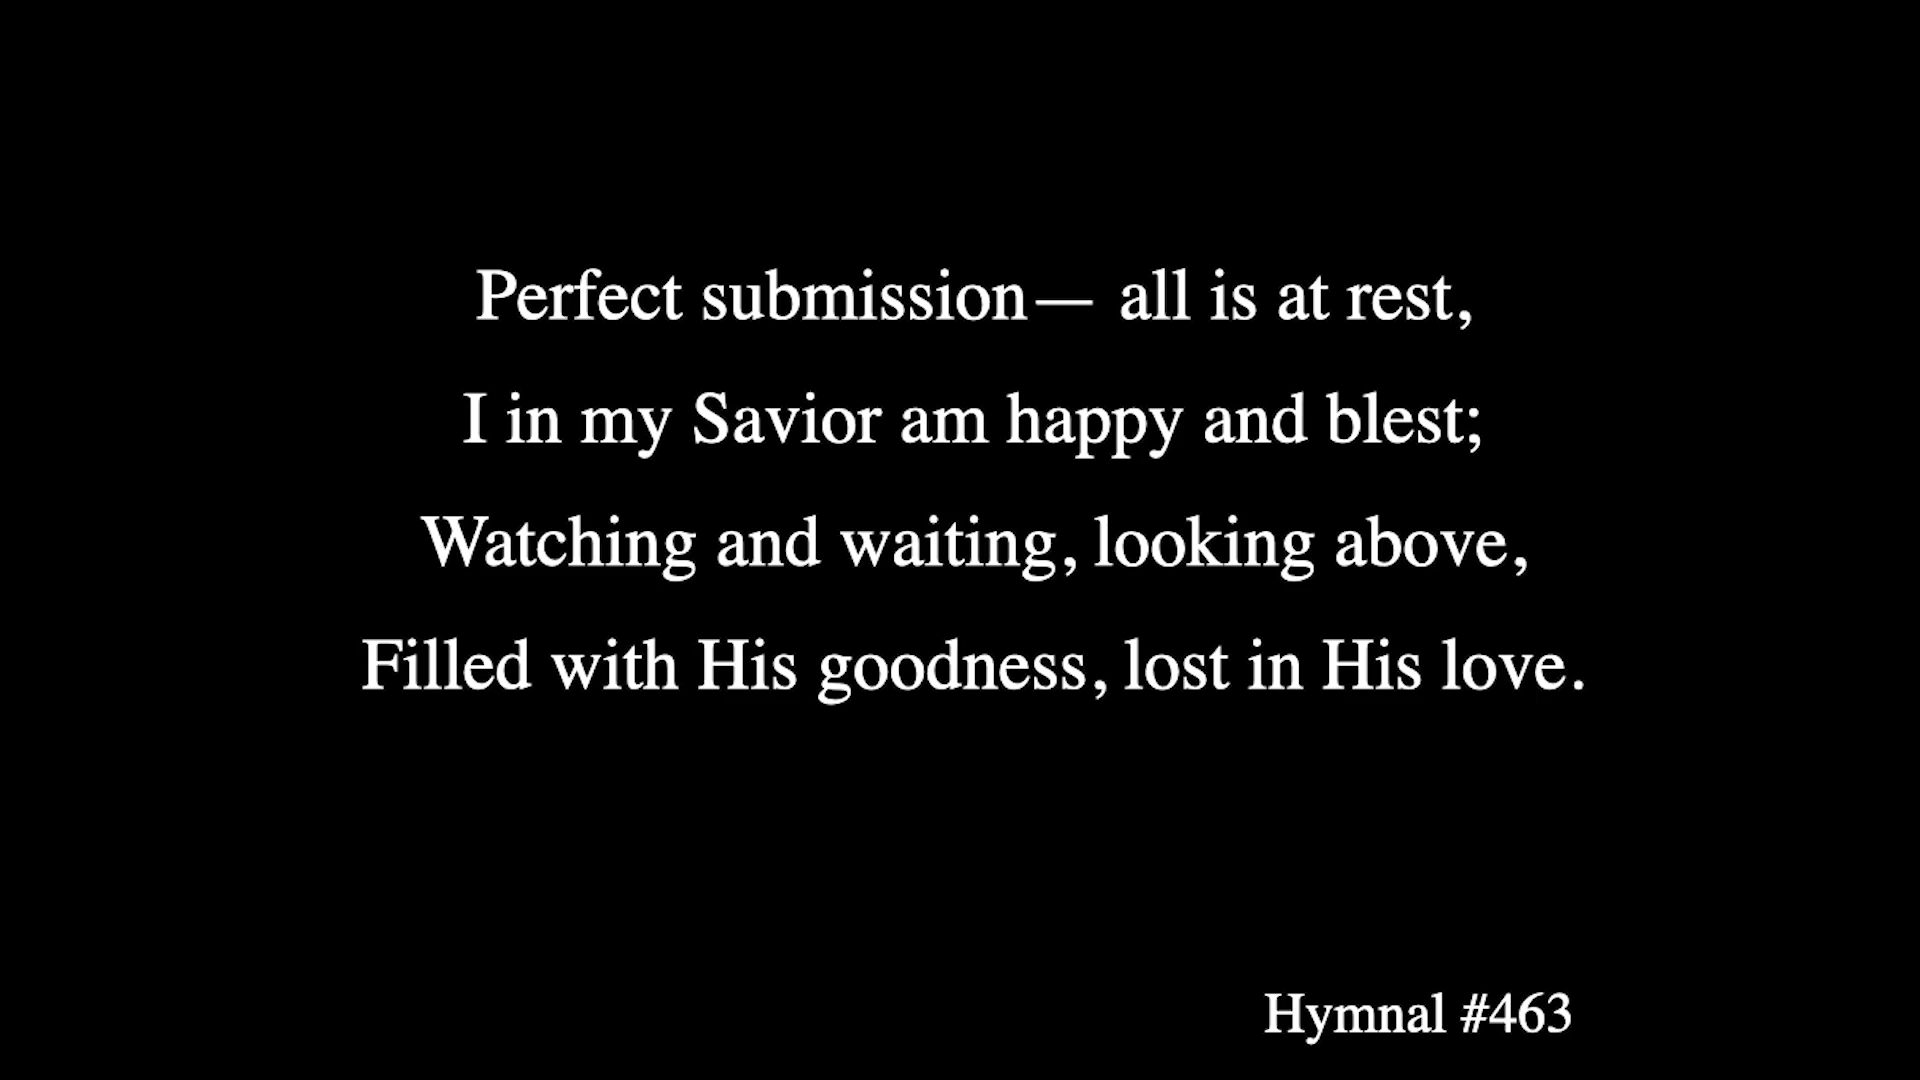 Perfect submission— all is at rest,
I in my Savior am happy and blest;
Watching and waiting, looking above,
Filled with His goodness, lost in His love.
Hymnal #463